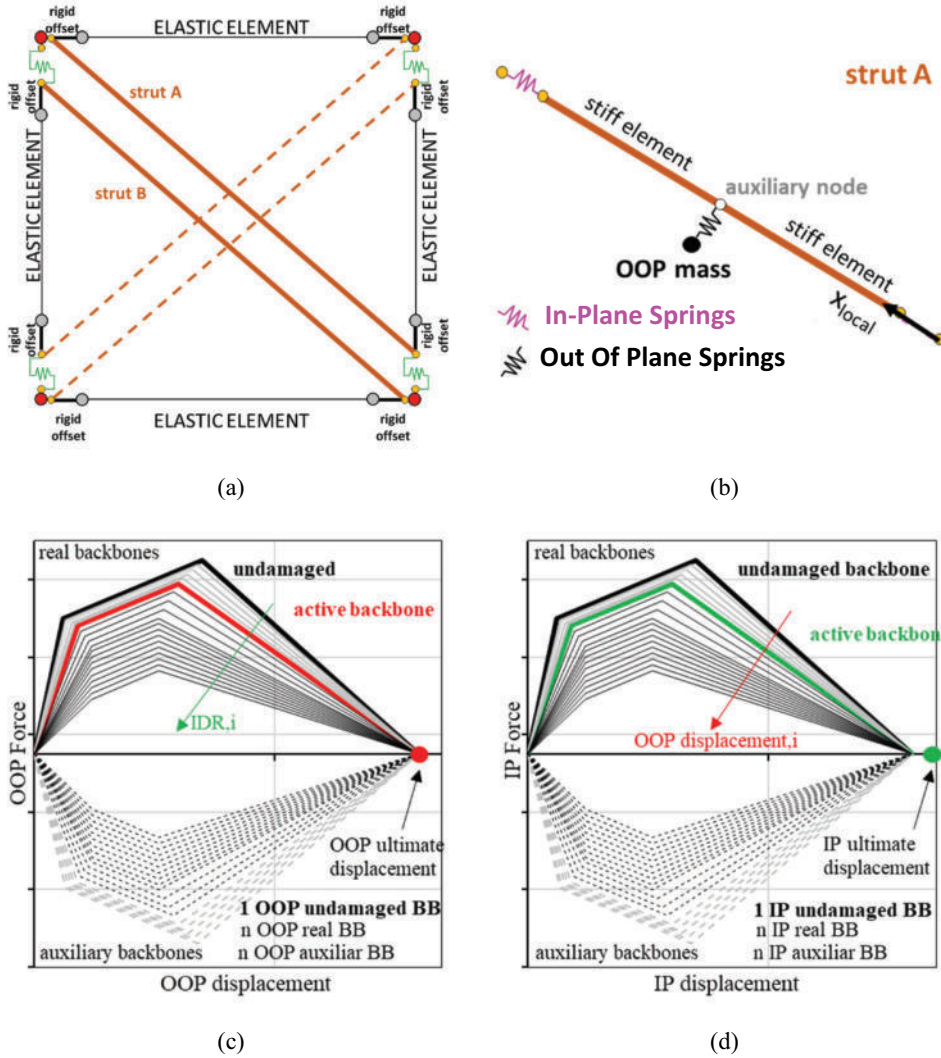 rigid
offset
ELASTIC ELEMENT
rigid
offset
rigid
offset
rigid
offset
strut A
strut B
ELASTIC ELEMENT
ELASTIC ELEMENT
rigid
offset
rigid
offset
rigid
offset
ELASTIC ELEMENT
rigid
offset
(a)
strut A
stiff element
auxiliary node
OOP mass
stiff element
Xlocal
In-Plane Springs
Out Of Plane Springs
(b)
real backbones
undamaged
active backbone
IDR,i
OOP Force
OOP ultimate
displacement
1 OOP undamaged BB
n OOP real BB
n OOP auxiliar BB
auxiliary backbones
OOP displacement
(c)
real backbones
undamaged backbone
active backbon
OOP displacement,i
IP Force
IP ultimate
displacement
1 IP undamaged BB
n IP real BB
n IP auxiliar BB
auxiliary backbones
IP displacement
(d)